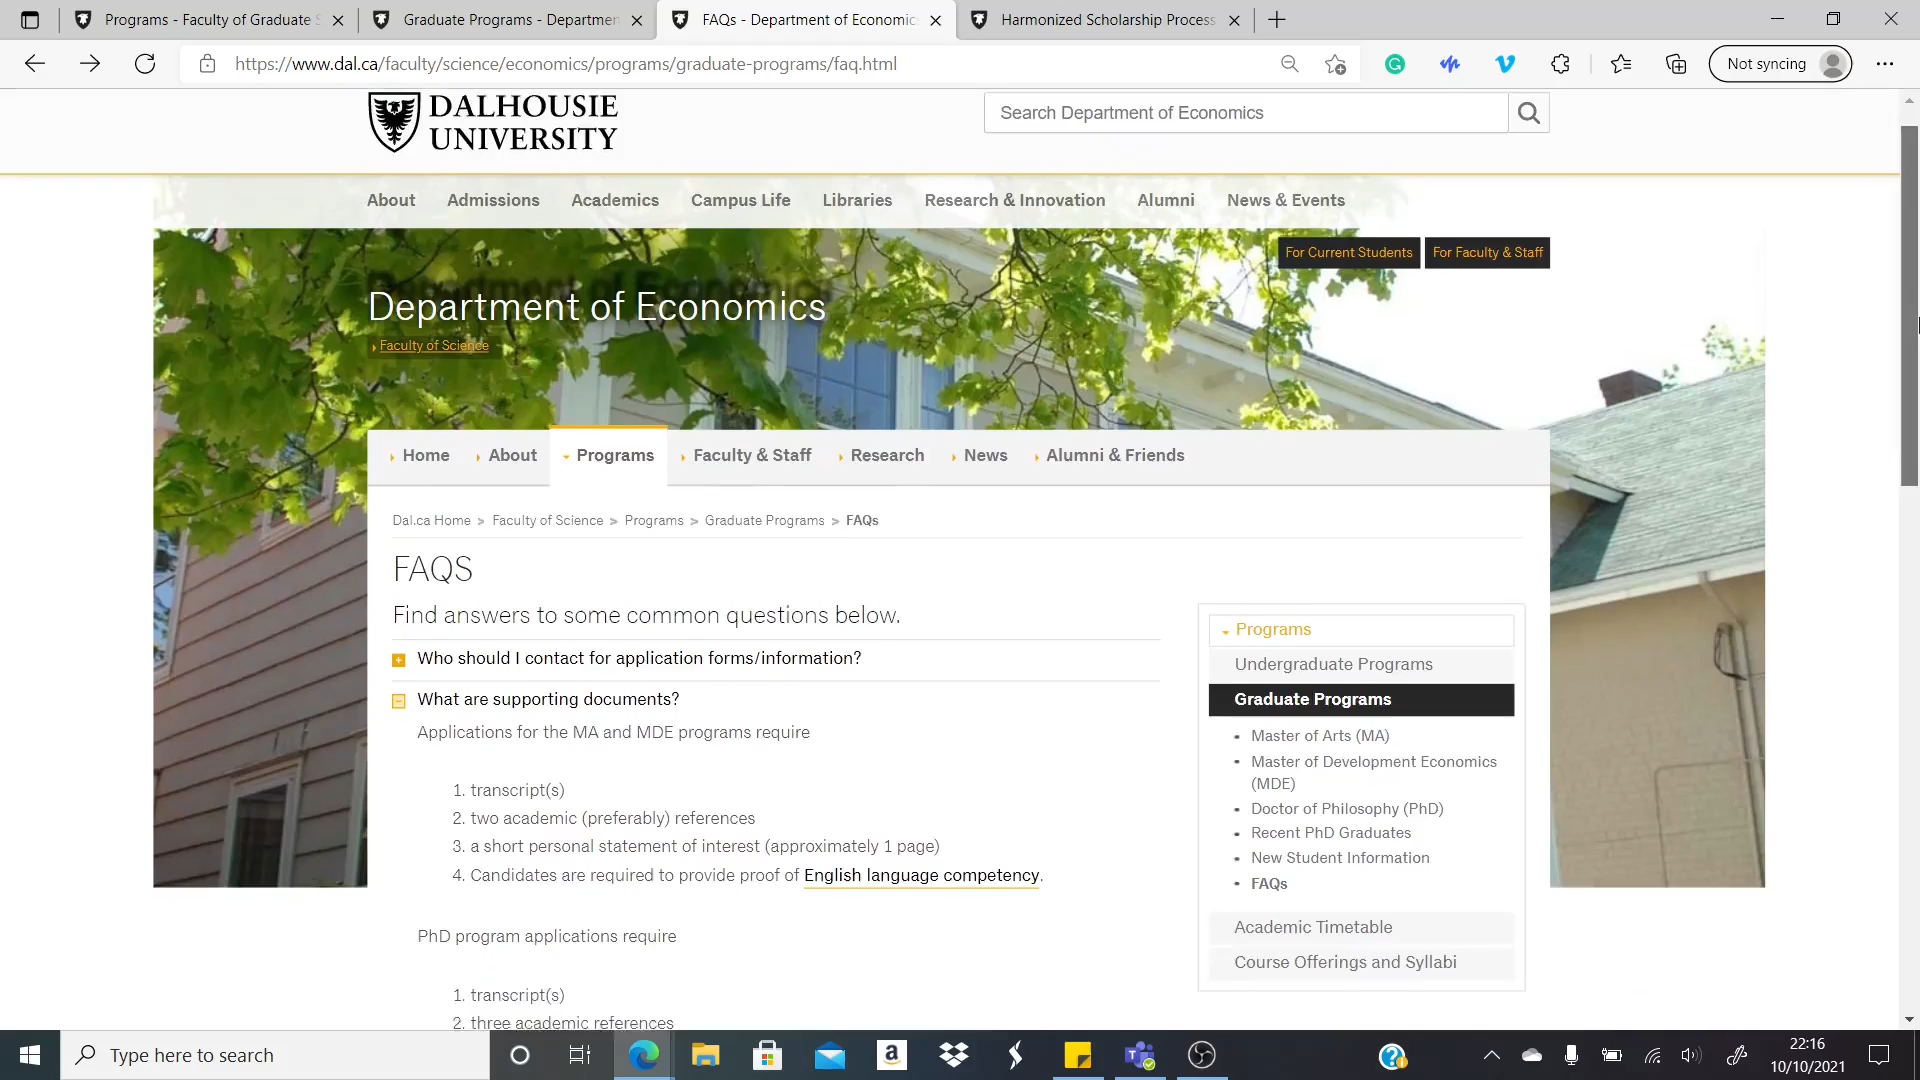 Programs - Faculty of Graduate S
Graduate Programs - Departmen
FAQs - Department of Economic
Harmonized Scholarship Process
https://www.dal.ca/faculty/science/economics/programs/graduate-programs/faq.html
Not syncing
DALHOUSIE
UNIVERSITY
Search Department of Economics
About Admissions Academics Campus Life Libraries Research & Innovation Alumni News & Events
For Current Students For Faculty & Staff
Department of Economics
Faculty of Science
Home About Programs Faculty & Staff Research News Alumni & Friends
Dal.ca Home > Faculty of Science > Programs > Graduate Programs > FAQs
FAQS
Find answers to some common questions below.
Who should I contact for application forms/information?
What are supporting documents?
Applications for the MA and MDE programs require
1. transcript(s)
2. two academic (preferably) references
3. a short personal statement of interest (approximately 1 page)
4. Candidates are required to provide proof of English language competency.
PhD program applications require
1. transcript(s)
2. three academic references
Programs
Undergraduate Programs
Graduate Programs
Master of Arts (MA)
Master of Development Economics
(MDE)
Doctor of Philosophy (PhD)
Recent PhD Graduates
New Student Information
FAQs
Academic Timetable
Course Offerings and Syllabi
Type here to search
22:16
10/10/2021